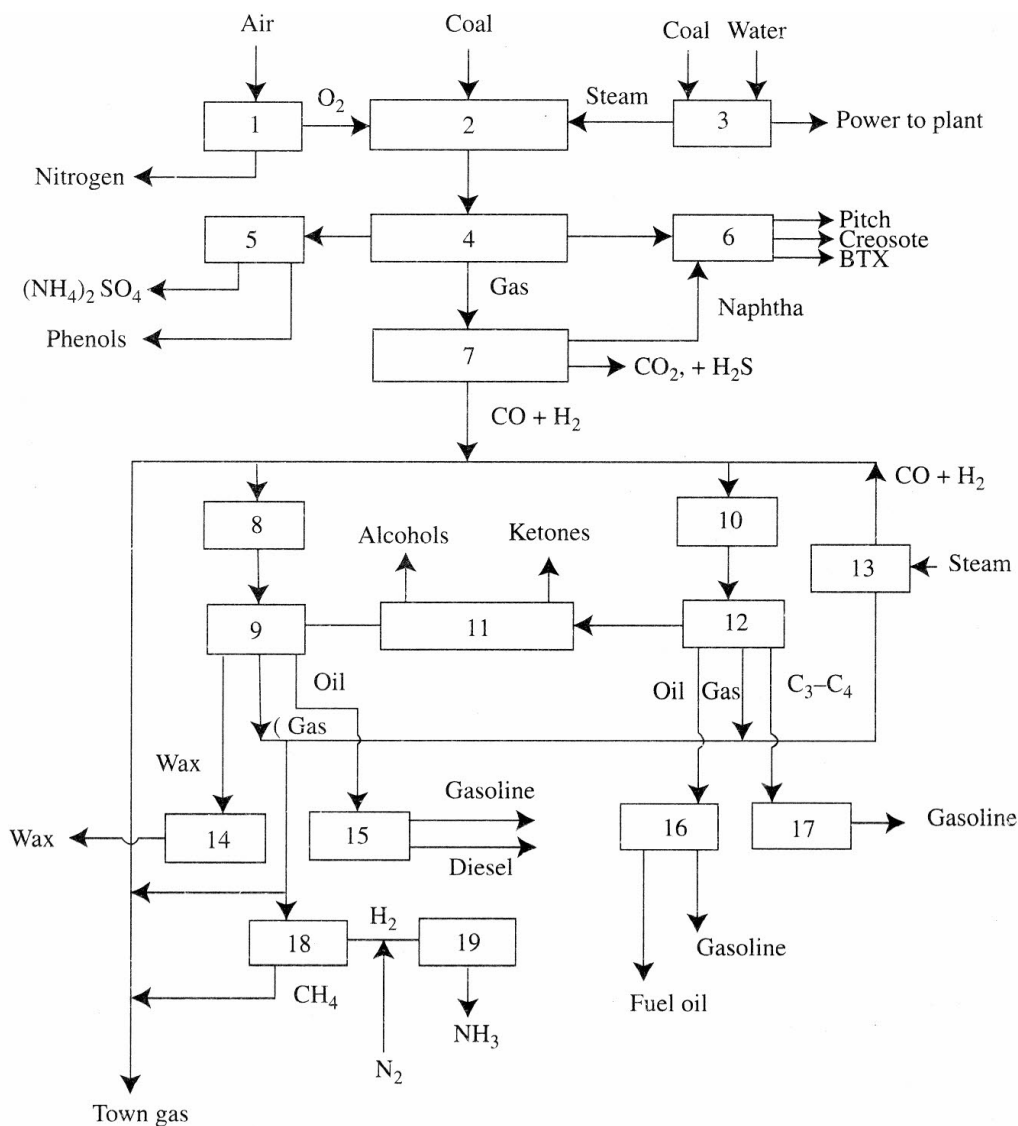 Air
Coal
Coal Water
O₂
Steam
1
2
3
Power to plant
Nitrogen
5
4
6
Pitch
Creosote
BTX
(NH₄)₂ SO₄
Gas
Naphtha
Phenols
7
CO₂, + H₂S
CO + H₂
CO + H₂
8
10
Alcohols
Ketones
13
Steam
9
11
12
Oil
Oil Gas
C₃–C₄
( Gas
Wax
Gasoline
Wax
14
15
16
17
Gasoline
Diesel
H₂
18
19
Gasoline
CH₄
Fuel oil
NH₃
N₂
Town gas